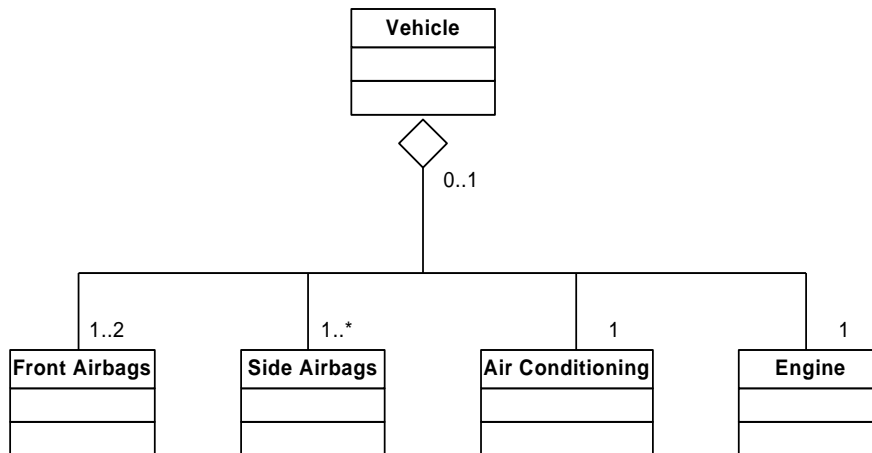 Vehicle
0..1
1..2
1..*
1
1
Front Airbags
Side Airbags
Air Conditioning
Engine